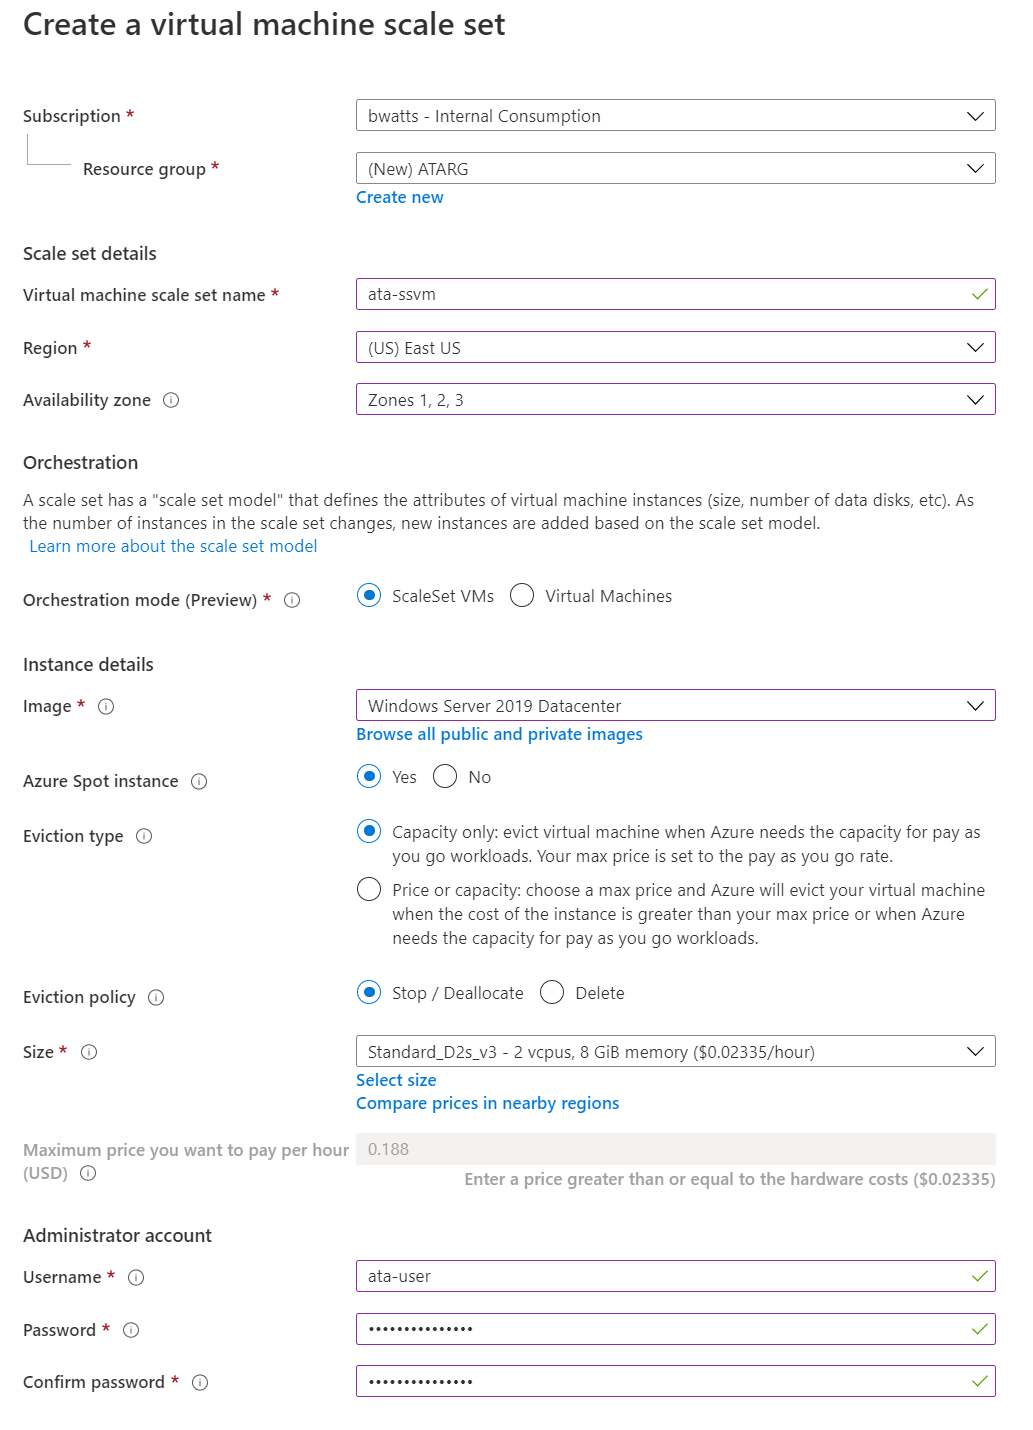 Create a virtual machine scale set
Subscription *
bwatts - Internal Consumption
Resource group *
(New) ATARG
Create new
Scale set details
Virtual machine scale set name *
ata-ssvm
Region *
(US) East US
Availability zone
Zones 1, 2, 3
Orchestration
A scale set has a "scale set model" that defines the attributes of virtual machine instances (size, number of data disks, etc). As
the number of instances in the scale set changes, new instances are added based on the scale set model.
Learn more about the scale set model
Orchestration mode (Preview) *
ScaleSet VMs Virtual Machines
Instance details
Image *
Windows Server 2019 Datacenter
Browse all public and private images
Azure Spot instance
Yes No
Eviction type
Capacity only: evict virtual machine when Azure needs the capacity for pay as
you go workloads. Your max price is set to the pay as you go rate.
Price or capacity: choose a max price and Azure will evict your virtual machine
when the cost of the instance is greater than your max price or when Azure
needs the capacity for pay as you go workloads.
Eviction policy
Stop / Deallocate Delete
Size *
Standard_D2s_v3 - 2 vcpus, 8 GiB memory ($0.02335/hour)
Select size
Compare prices in nearby regions
Maximum price you want to pay per hour
(USD)
0.188
Enter a price greater than or equal to the hardware costs ($0.02335)
Administrator account
Username *
ata-user
Password *
•••••••••••••••
Confirm password *
•••••••••••••••